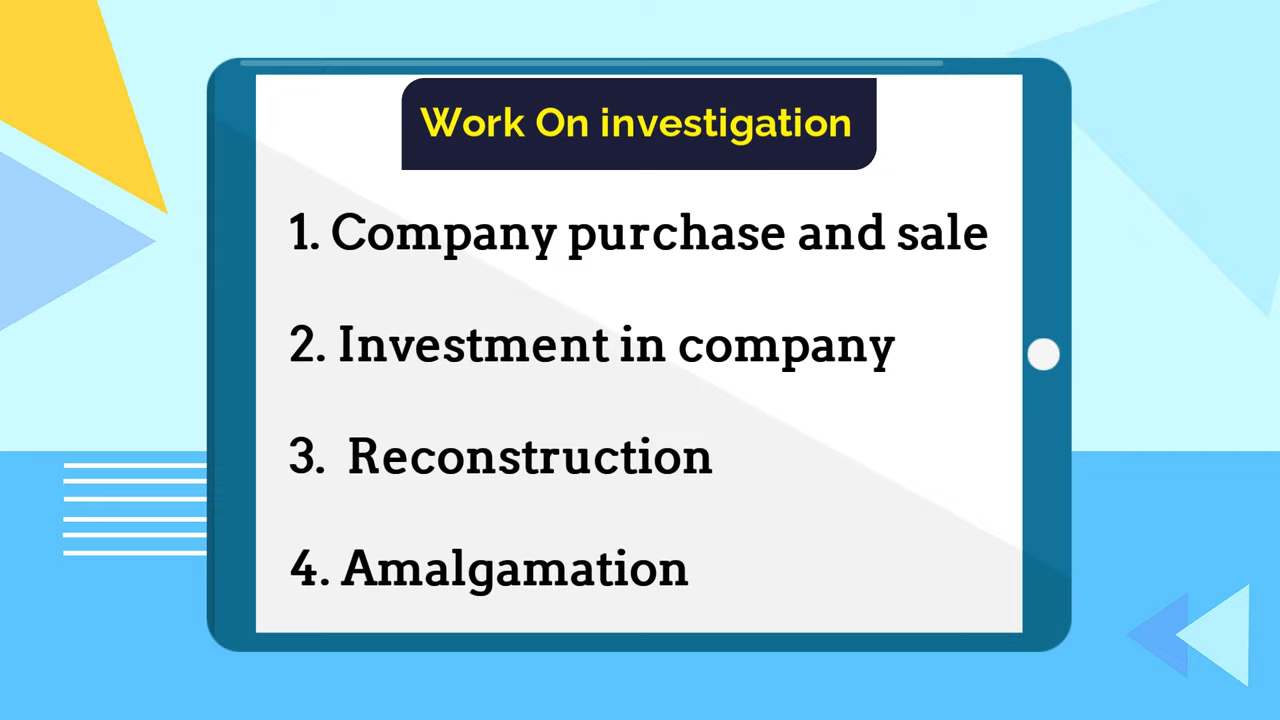 Work On investigation
1. Company purchase and sale
2. Investment in company
3. Reconstruction
4. Amalgamation